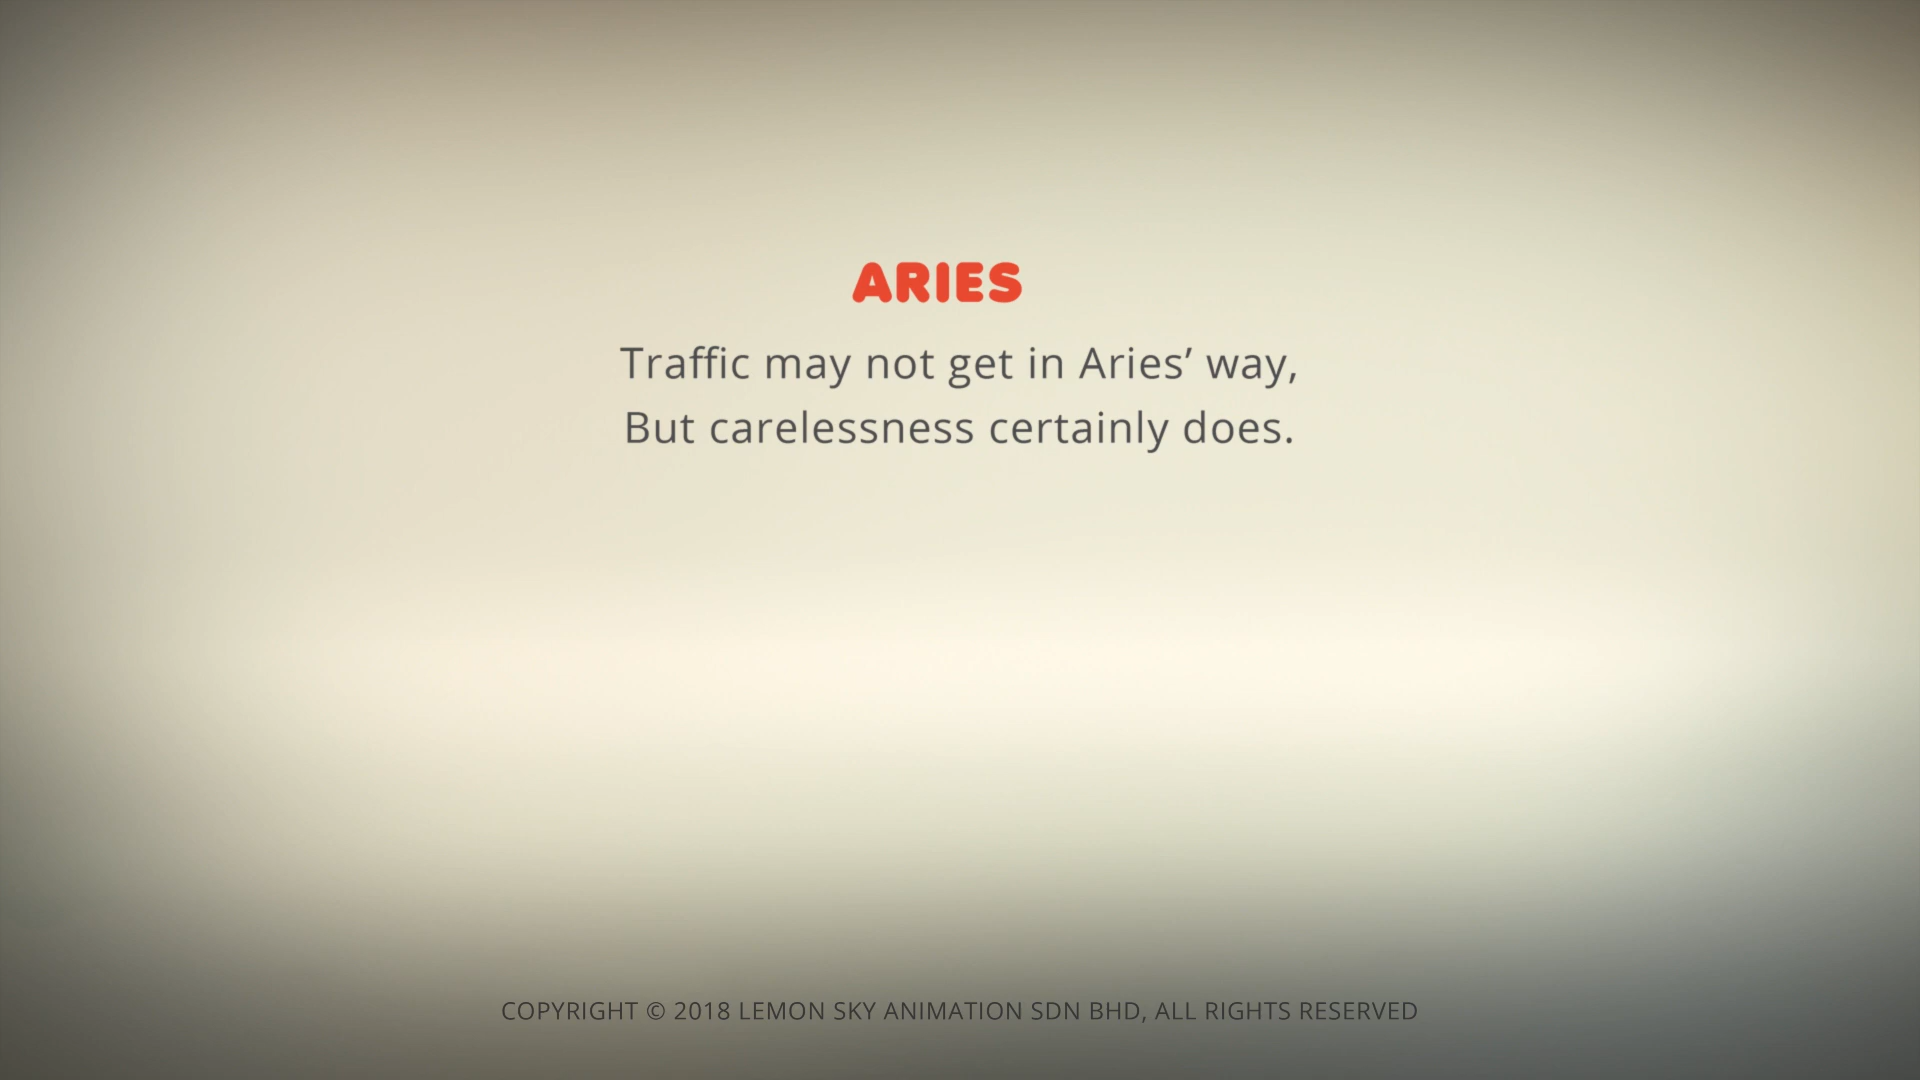 ARIES
Traffic may not get in Aries’ way,
But carelessness certainly does.
COPYRIGHT © 2018 LEMON SKY ANIMATION SDN BHD, ALL RIGHTS RESERVED